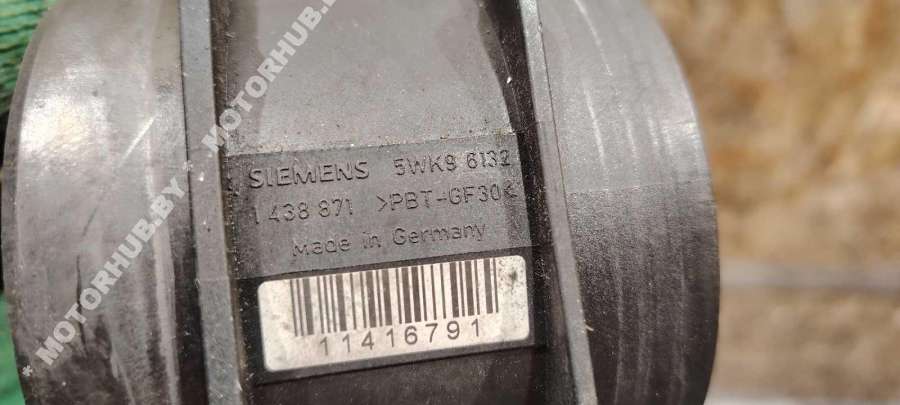 SIEMENS 5WK9 6132
1 438 871 >PBT-GF30<
Made in Germany
11416791
* MOTORHUB.BY * MOTORHUB.BY *